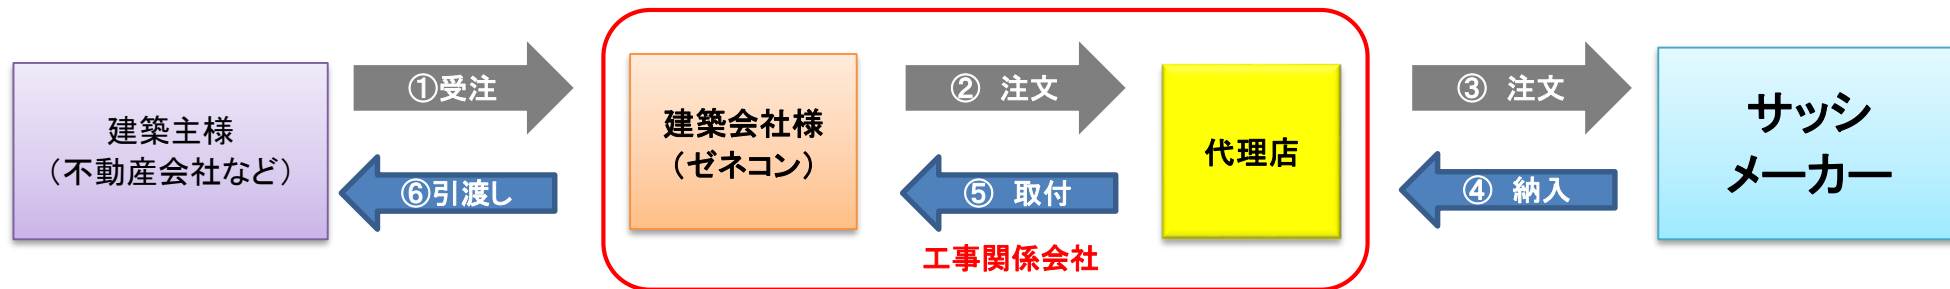 建築主様
（不動産会社など）
①受注
⑥引渡し
建築会社様
（ゼネコン）
② 注文
⑤ 取付
工事関係会社
代理店
③ 注文
④ 納入
サッシ
メーカー